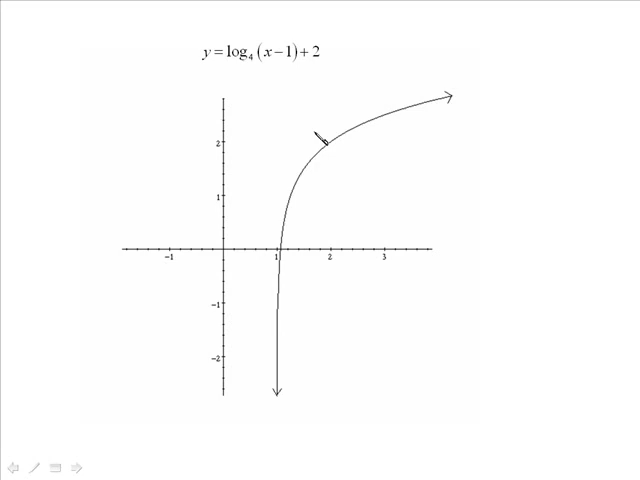 y = log₄ (x − 1) + 2
2
1
−1 1 2 3
−1
−2